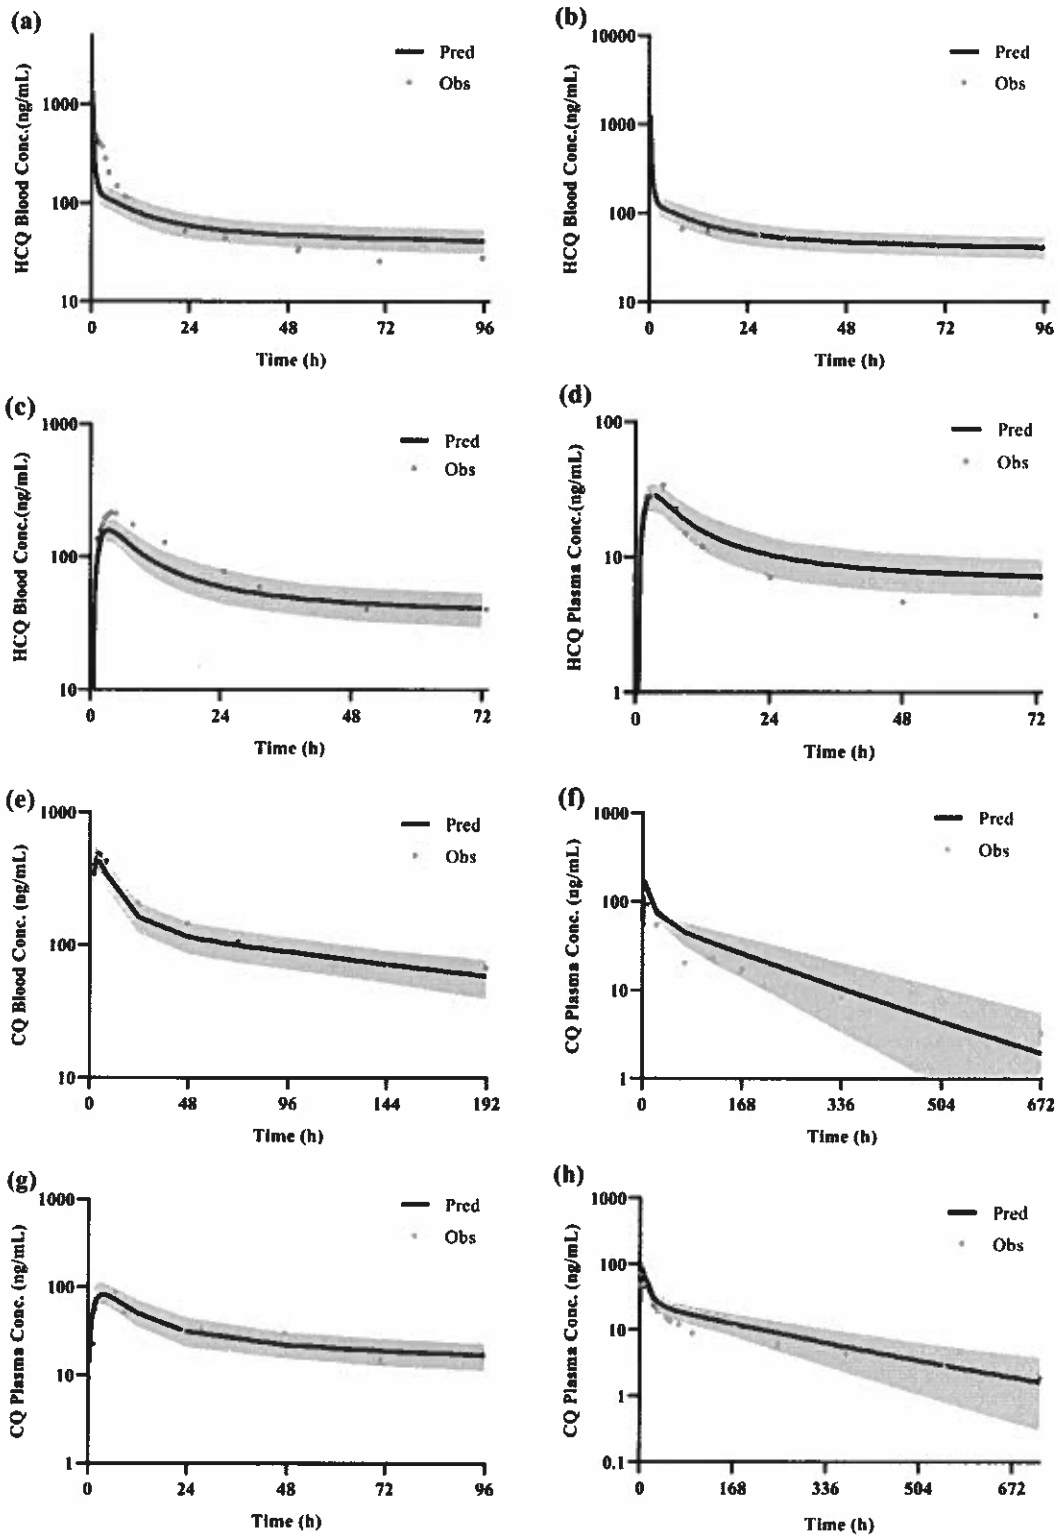 (a)
HCQ Blood Conc.(ng/mL)
1000
100
10
0 24 48 72 96
Time (h)
Pred
Obs
(b)
HCQ Blood Conc.(ng/mL)
10000
1000
100
10
0 24 48 72 96
Time (h)
Pred
Obs
(c)
HCQ Blood Conc.(ng/mL)
1000
100
10
0 24 48 72
Time (h)
Pred
Obs
(d)
HCQ Plasma Conc.(ng/mL)
100
10
1
0 24 48 72
Time (h)
Pred
Obs
(e)
CQ Blood Conc. (ng/mL)
1000
100
10
0 48 96 144 192
Time (h)
Pred
Obs
(f)
CQ Plasma Conc. (ng/mL)
1000
100
10
1
0 168 336 504 672
Time (h)
Pred
Obs
(g)
CQ Plasma Conc. (ng/mL)
1000
100
10
1
0 24 48 72 96
Time (h)
Pred
Obs
(h)
CQ Plasma Conc. (ng/mL)
1000
100
10
1
0.1
0 168 336 504 672
Time (h)
Pred
Obs